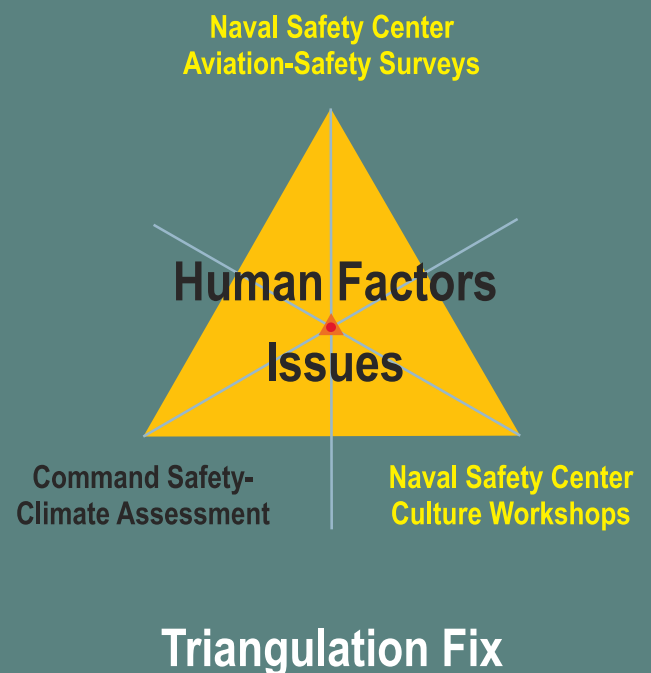 Naval Safety Center
Aviation-Safety Surveys
Human Factors
Issues
Command Safety-
Climate Assessment
Naval Safety Center
Culture Workshops
Triangulation Fix